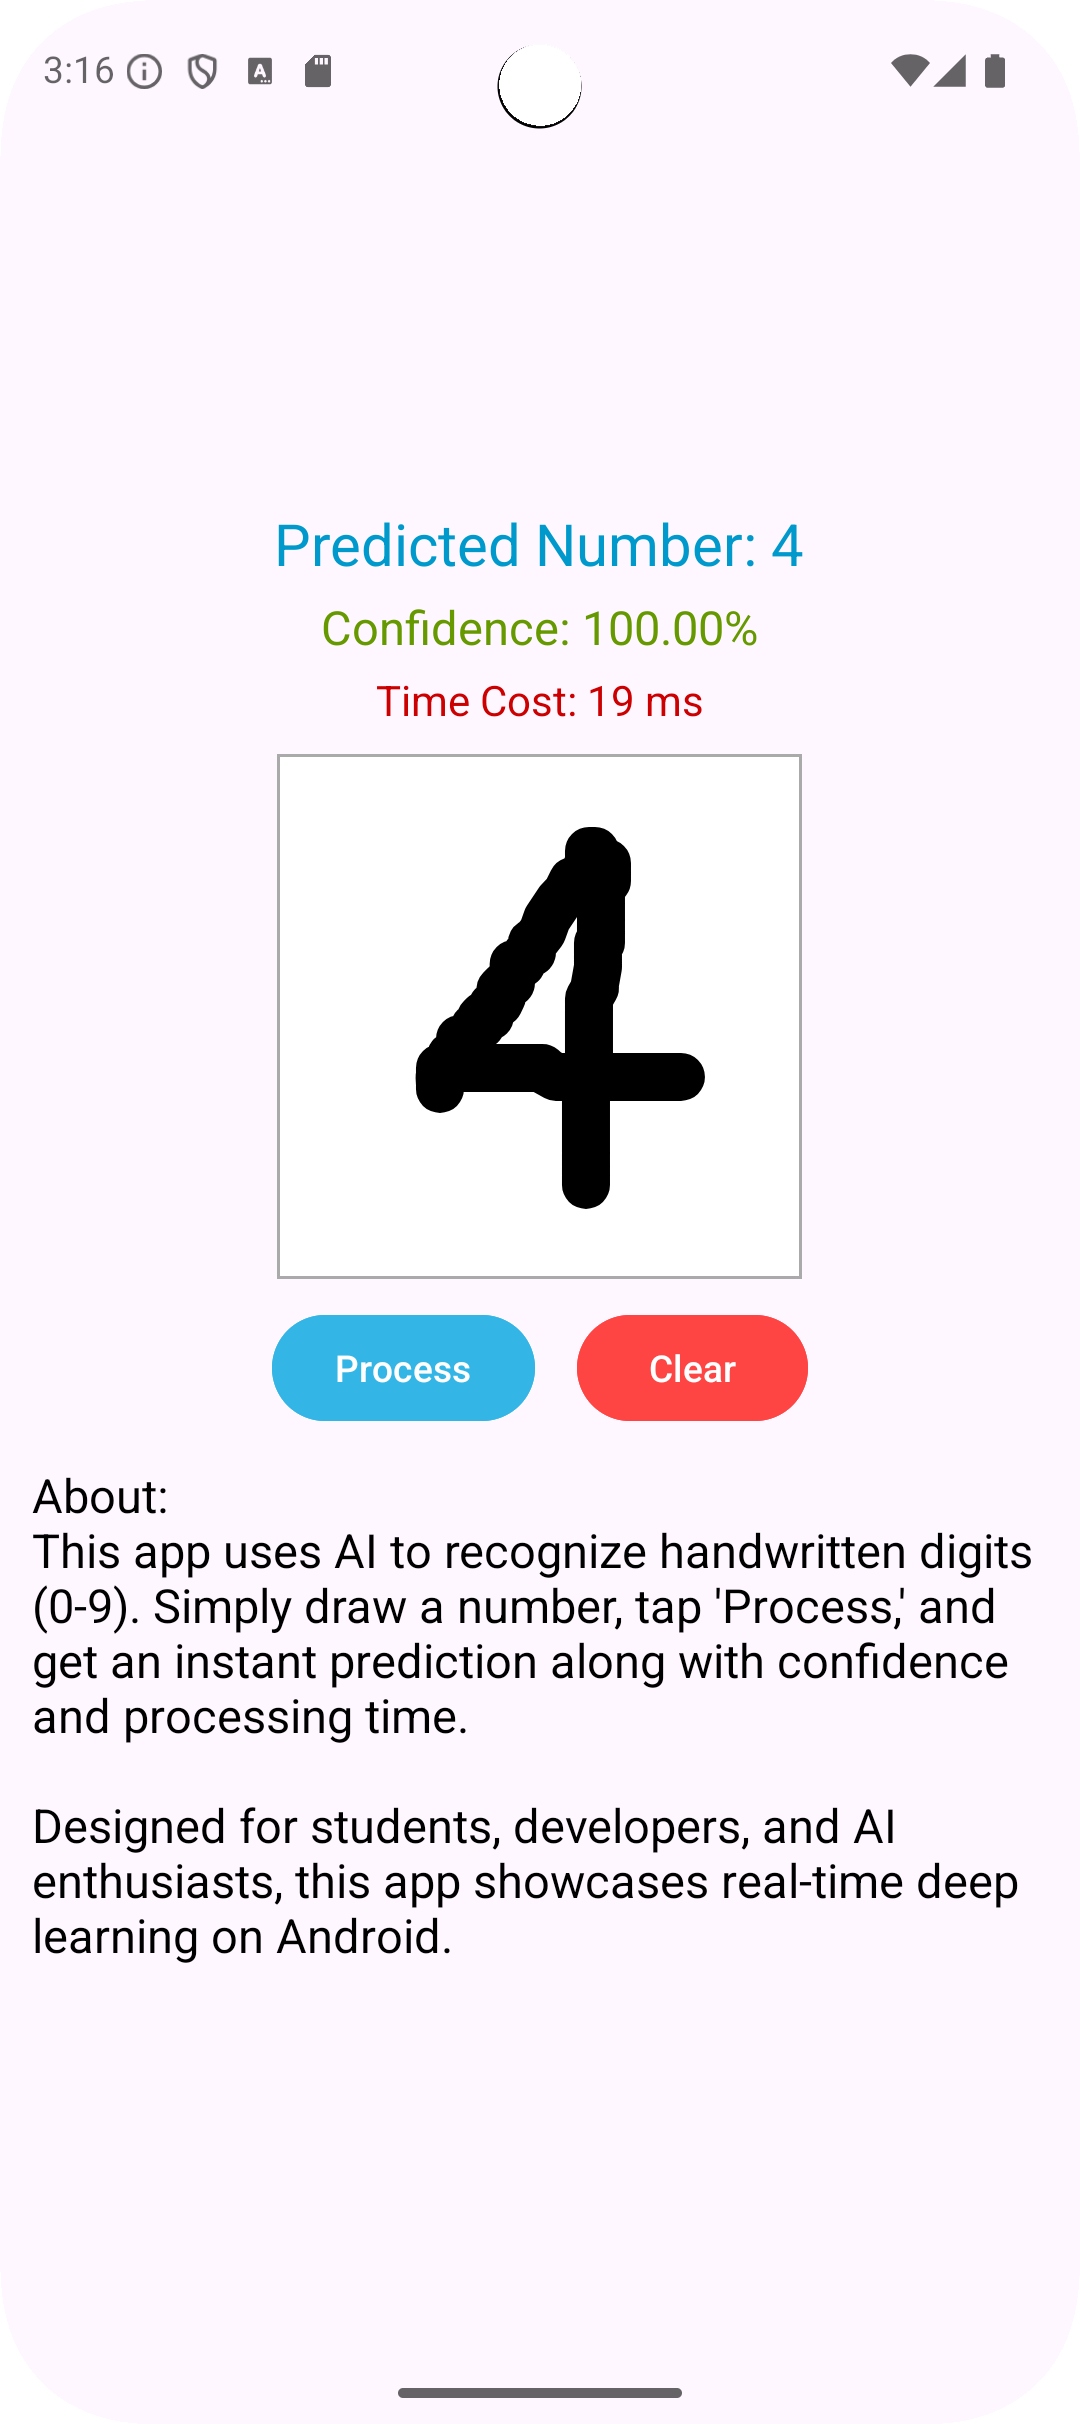 3:16
Predicted Number: 4
Confidence: 100.00%
Time Cost: 19 ms
4
Process
Clear
About:
This app uses AI to recognize handwritten digits
(0-9). Simply draw a number, tap 'Process,' and
get an instant prediction along with confidence
and processing time.
Designed for students, developers, and AI
enthusiasts, this app showcases real-time deep
learning on Android.